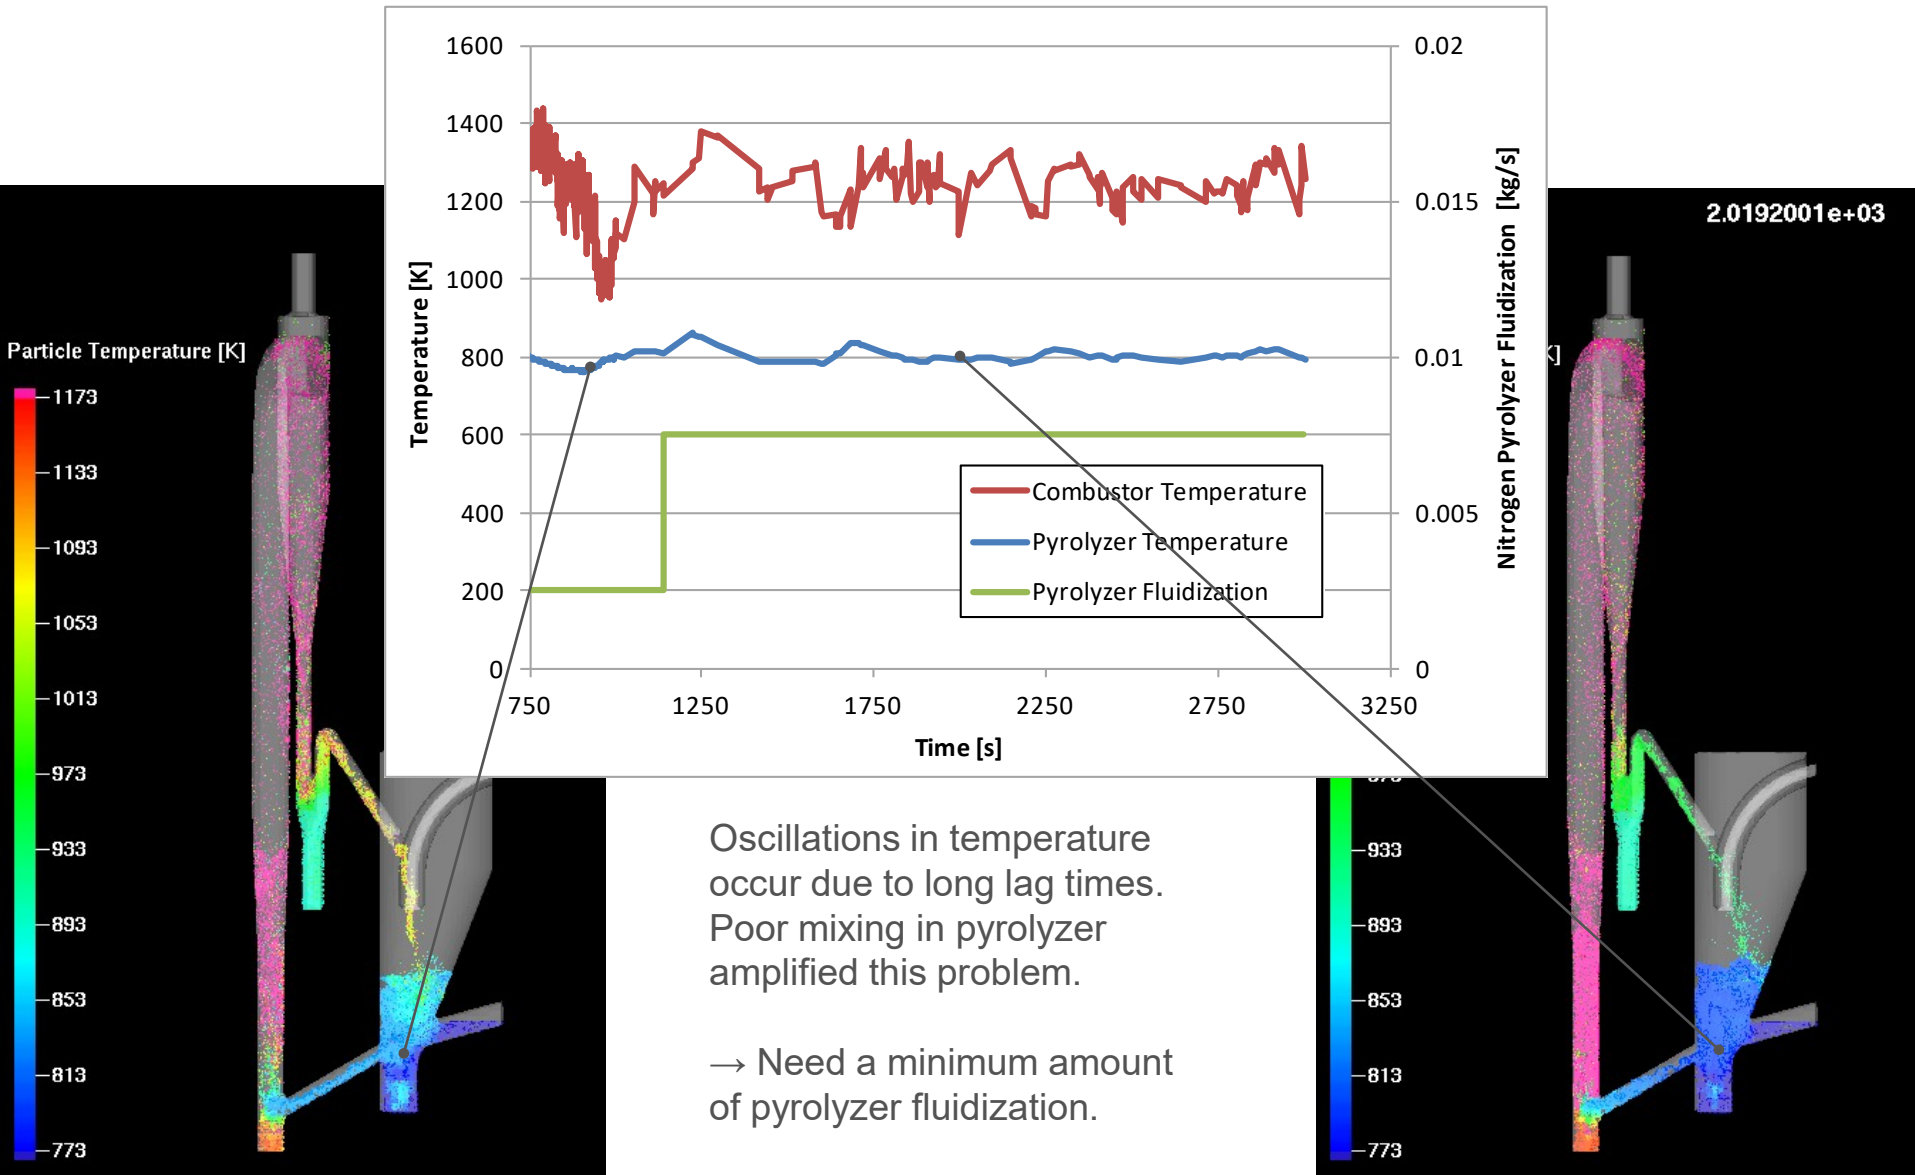 1600
1400
1200
1000
800
600
400
200
0
Temperature [K]
0.02
0.015
0.01
0.005
0
Nitrogen Pyrolyzer Fluidization [kg/s]
Combustor Temperature
Pyrolyzer Temperature
Pyrolyzer Fluidization
750 1250 1750 2250 2750 3250
Time [s]
Particle Temperature [K]
1173
1133
1093
1053
1013
973
933
893
853
813
773
2.0192001e+03
K]
933
893
853
813
773
Oscillations in temperature
occur due to long lag times.
Poor mixing in pyrolyzer
amplified this problem.
→ Need a minimum amount
of pyrolyzer fluidization.